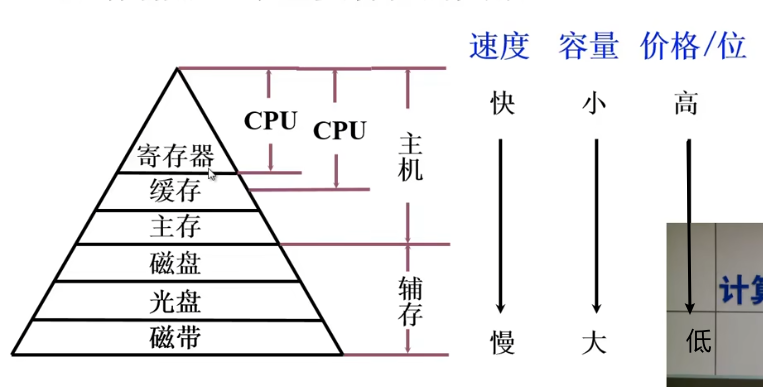 速度 容量 价格/位
快 小 高
CPU CPU
主机
寄存器
缓存
主存
磁盘
辅存
光盘
磁带
慢 大 低
计算